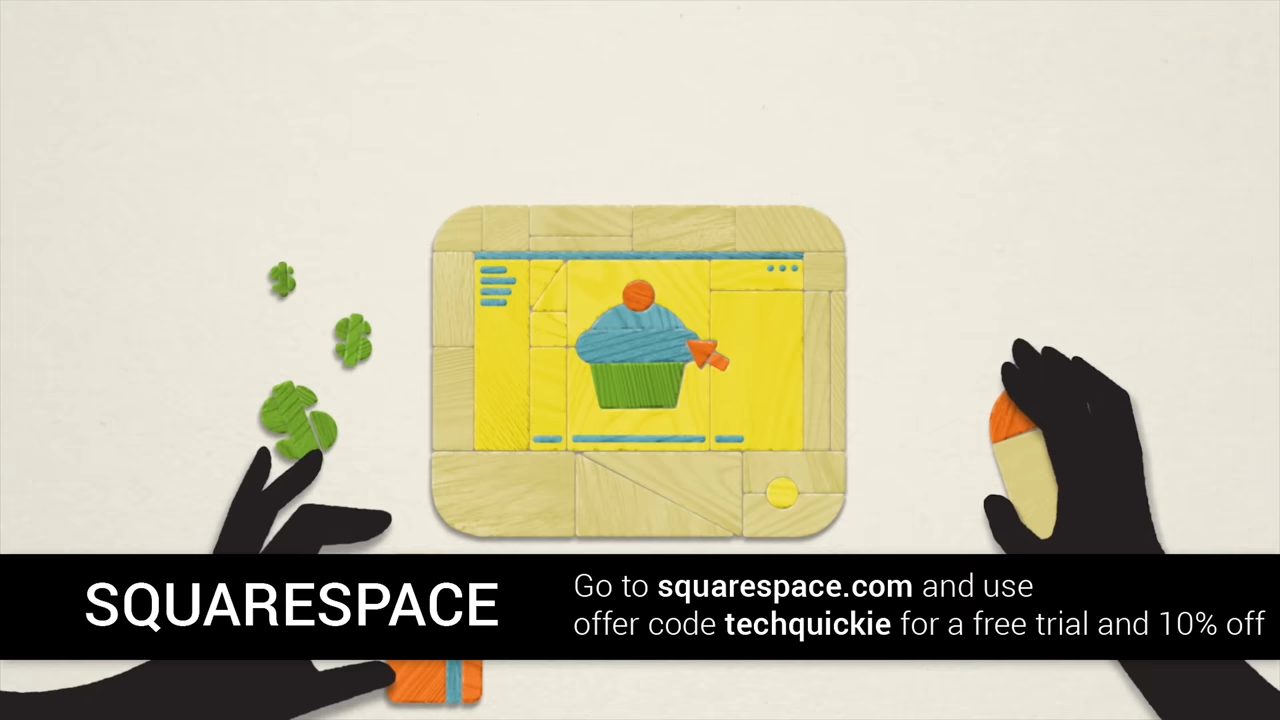 SQUARESPACE
Go to squarespace.com and use
offer code techquickie for a free trial and 10% off